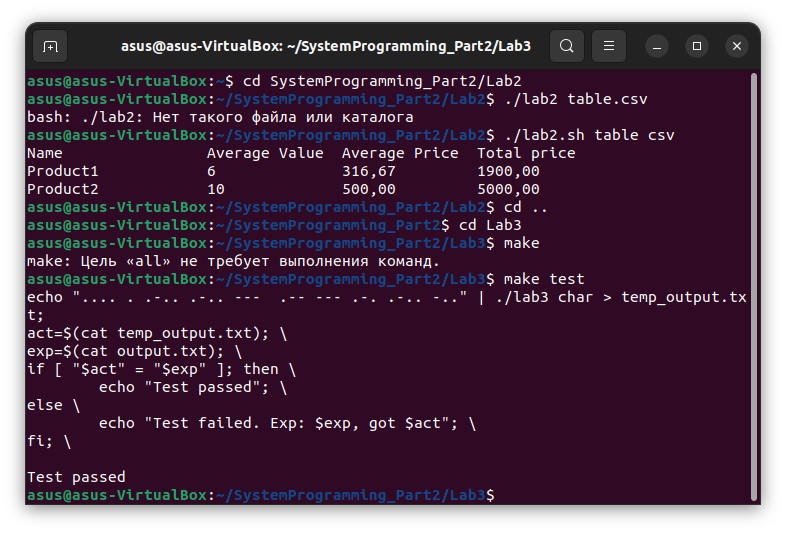 asus@asus-VirtualBox: ~/SystemProgramming_Part2/Lab3
asus@asus-VirtualBox:~$ cd SystemProgramming_Part2/Lab2
asus@asus-VirtualBox:~/SystemProgramming_Part2/Lab2$ ./lab2 table.csv
bash: ./lab2: Нет такого файла или каталога
asus@asus-VirtualBox:~/SystemProgramming_Part2/Lab2$ ./lab2.sh table csv
Name                Average Value  Average Price  Total price
Product1            6              316,67         1900,00
Product2            10             500,00         5000,00
asus@asus-VirtualBox:~/SystemProgramming_Part2/Lab2$ cd ..
asus@asus-VirtualBox:~/SystemProgramming_Part2$ cd Lab3
asus@asus-VirtualBox:~/SystemProgramming_Part2/Lab3$ make
make: Цель «all» не требует выполнения команд.
asus@asus-VirtualBox:~/SystemProgramming_Part2/Lab3$ make test
echo ".... . .-.. .-.. ---  .-- --- .-. .-.. -.." | ./lab3 char > temp_output.tx
t;
act=$(cat temp_output.txt); \
exp=$(cat output.txt); \
if [ "$act" = "$exp" ]; then \
        echo "Test passed"; \
else \
        echo "Test failed. Exp: $exp, got $act"; \
fi; \
Test passed
asus@asus-VirtualBox:~/SystemProgramming_Part2/Lab3$